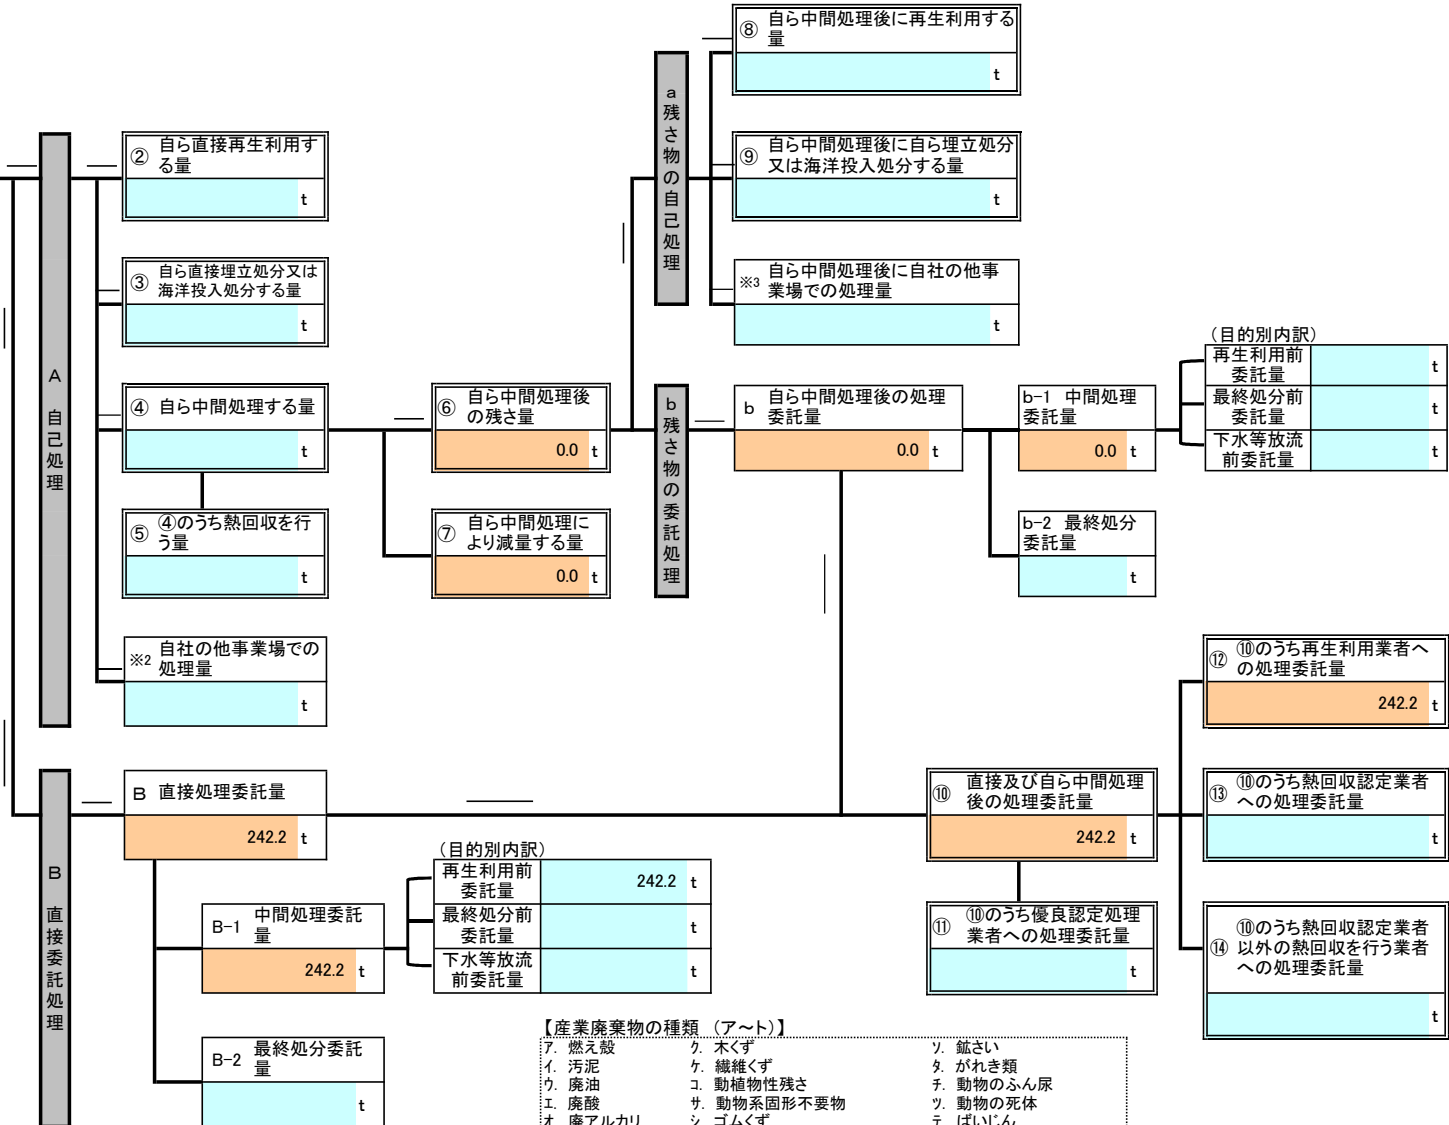 ⑧ 自ら中間処理後に再生利用する
量
t
a 残さ物の自己処理
② 自ら直接再生利用す
る量
t
⑨ 自ら中間処理後に自ら埋立処分
又は海洋投入処分する量
t
③ 自ら直接埋立処分又は
海洋投入処分する量
t
※3 自ら中間処理後に自社の他事
業場での処理量
t
A 自己処理
④ 自ら中間処理する量
t
⑥ 自ら中間処理後
の残さ量
0.0 t
b 残さ物の委託処理
b 自ら中間処理後の処理
委託量
0.0 t
b-1 中間処理
委託量
0.0 t
(目的別内訳)
再生利用前
委託量
t
最終処分前
委託量
t
下水等放流
前委託量
t
⑤ ④のうち熱回収を行
う量
t
⑦ 自ら中間処理に
より減量する量
0.0 t
b-2 最終処分
委託量
t
※2 自社の他事業場での
処理量
t
⑫ ⑩のうち再生利用業者へ
の処理委託量
242.2 t
B 直接委託処理
B 直接処理委託量
242.2 t
⑩ 直接及び自ら中間処理
後の処理委託量
242.2 t
⑬ ⑩のうち熱回収認定業者
への処理委託量
t
(目的別内訳)
再生利用前
委託量
242.2 t
最終処分前
委託量
t
下水等放流
前委託量
t
B-1 中間処理委託
量
242.2 t
⑪ ⑩のうち優良認定処理
業者への処理委託量
t
⑭ ⑩のうち熱回収認定業者
以外の熱回収を行う業者
への処理委託量
t
B-2 最終処分委託
量
t
【産業廃棄物の種類 (ア～ト)】
ア. 燃え殻 ク. 木くず ソ. 鉱さい
イ. 汚泥 ケ. 繊維くず タ. がれき類
ウ. 廃油 コ. 動植物性残さ チ. 動物のふん尿
エ. 廃酸 サ. 動物系固形不要物 ツ. 動物の死体
オ. 廃アルカリ シ. ゴムくず テ. ばいじん